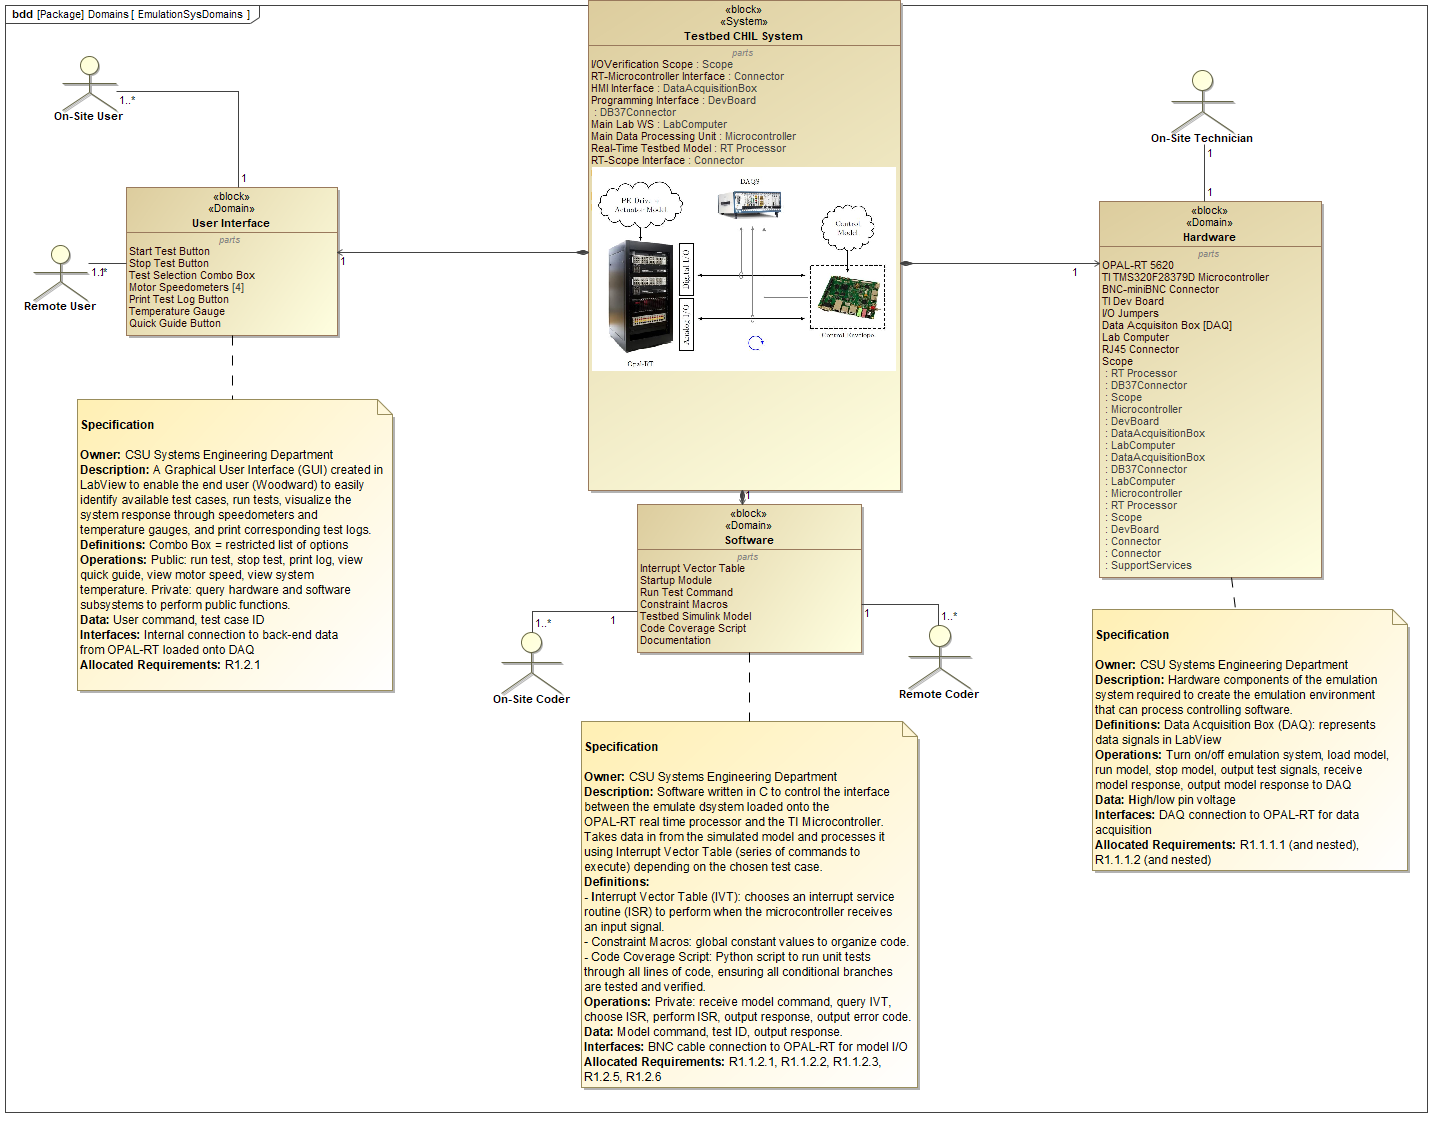 bdd [Package] Domains [ EmulationSysDomains ]
«block»
«System»
Testbed CHIL System
parts
I/OVerification Scope : Scope
RT-Microcontroller Interface : Connector
HMI Interface : DataAcquisitionBox
Programming Interface : DevBoard
: DB37Connector
Main Lab WS : LabComputer
Main Data Processing Unit : Microcontroller
Real-Time Testbed Model : RT Processor
RT-Scope Interface : Connector
DAQ9
Actuator Model
Control
Model
Digital I/O
Analog I/O
Opal-RT
Control Envelope
1..*
On-Site User
1
«block»
«Domain»
User Interface
parts
Start Test Button
Stop Test Button
Test Selection Combo Box
Motor Speedometers [4]
Print Test Log Button
Temperature Gauge
Quick Guide Button
1
Remote User
On-Site Technician
1
1
«block»
«Domain»
Hardware
parts
OPAL-RT 5620
TI TMS320F28379D Microcontroller
BNC-miniBNC Connector
TI Dev Board
I/O Jumpers
Data Acquisiton Box [DAQ]
Lab Computer
RJ45 Connector
Scope
: RT Processor
: DB37Connector
: Scope
: Microcontroller
: DevBoard
: DataAcquisitionBox
: LabComputer
: DataAcquisitionBox
: DB37Connector
: LabComputer
: Microcontroller
: RT Processor
: Scope
: DevBoard
: Connector
: Connector
: SupportServices
1
Specification
Owner: CSU Systems Engineering Department
Description: A Graphical User Interface (GUI) created in
LabView to enable the end user (Woodward) to easily
identify available test cases, run tests, visualize the
system response through speedometers and
temperature gauges, and print corresponding test logs.
Definitions: Combo Box = restricted list of options
Operations: Public: run test, stop test, print log, view
quick guide, view motor speed, view system
temperature. Private: query hardware and software
subsystems to perform public functions.
Data: User command, test case ID
Interfaces: Internal connection to back-end data
from OPAL-RT loaded onto DAQ
Allocated Requirements: R1.2.1
1
«block»
«Domain»
Software
parts
Interrupt Vector Table
Startup Module
Run Test Command
Constraint Macros
Testbed Simulink Model
Code Coverage Script
Documentation
1..*
1
1
1..*
On-Site Coder
Remote Coder
Specification
Owner: CSU Systems Engineering Department
Description: Software written in C to control the interface
between the emulate dsystem loaded onto the
OPAL-RT real time processor and the TI Microcontroller.
Takes data in from the simulated model and processes it
using Interrupt Vector Table (series of commands to
execute) depending on the chosen test case.
Definitions:
- Interrupt Vector Table (IVT): chooses an interrupt service
routine (ISR) to perform when the microcontroller receives
an input signal.
- Constraint Macros: global constant values to organize code.
- Code Coverage Script: Python script to run unit tests
through all lines of code, ensuring all conditional branches
are tested and verified.
Operations: Private: receive model command, query IVT,
choose ISR, perform ISR, output response, output error code.
Data: Model command, test ID, output response.
Interfaces: BNC cable connection to OPAL-RT for model I/O
Allocated Requirements: R1.1.2.1, R1.1.2.2, R1.1.2.3,
R1.2.5, R1.2.6
Specification
Owner: CSU Systems Engineering Department
Description: Hardware components of the emulation
system required to create the emulation environment
that can process controlling software.
Definitions: Data Acquisition Box (DAQ): represents
data signals in LabView
Operations: Turn on/off emulation system, load model,
run model, stop model, output test signals, receive
model response, output model response to DAQ
Data: High/low pin voltage
Interfaces: DAQ connection to OPAL-RT for data
acquisition
Allocated Requirements: R1.1.1.1 (and nested),
R1.1.1.2 (and nested)